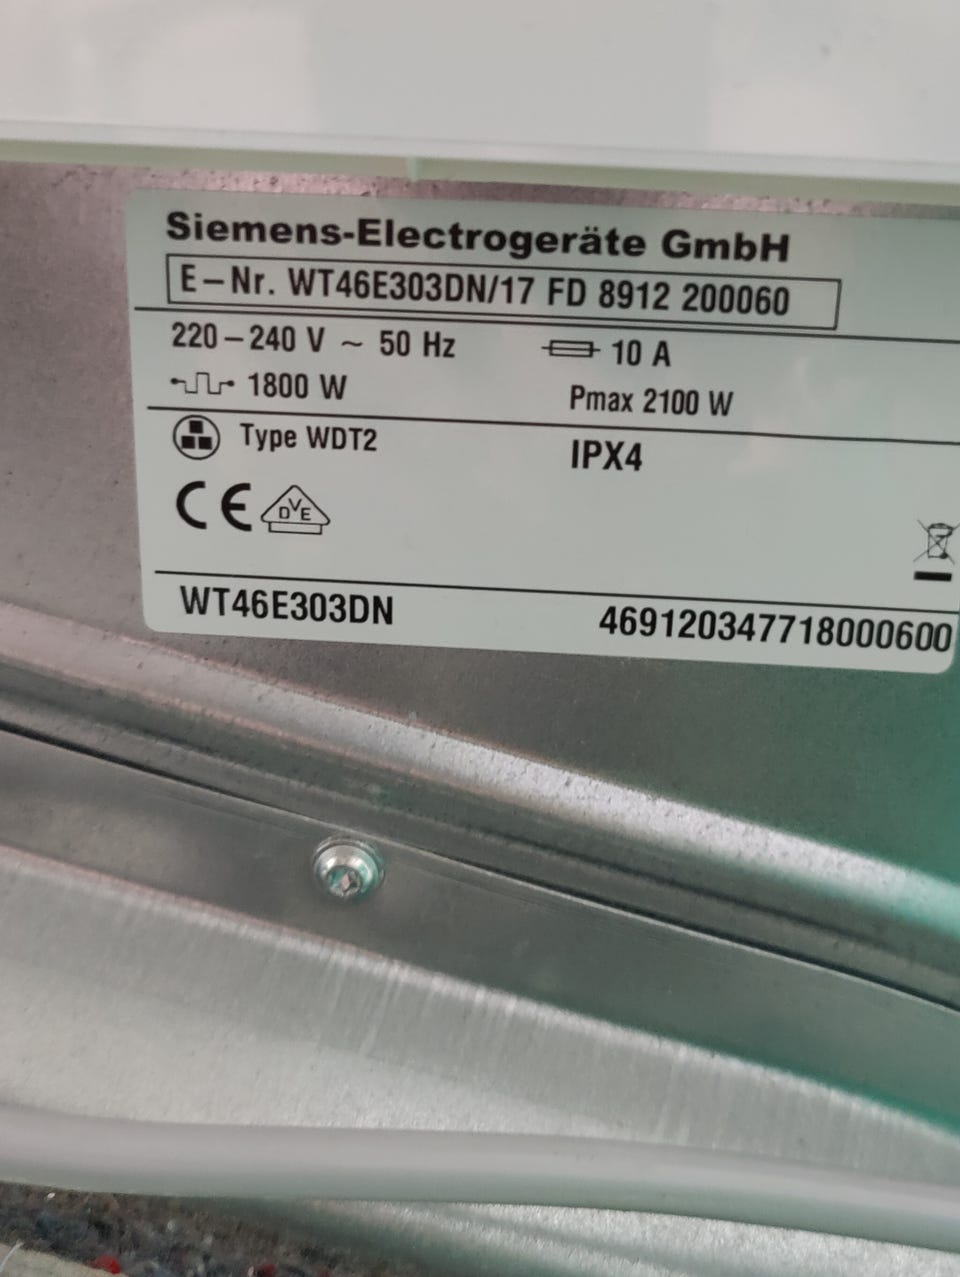 Siemens-Electrogeräte GmbH
E-Nr. WT46E303DN/17 FD 8912 200060
220-240 V ~ 50 Hz 10 A
1800 W Pmax 2100 W
Type WDT2 IPX4
CE DVE
WT46E303DN 469120347718000600